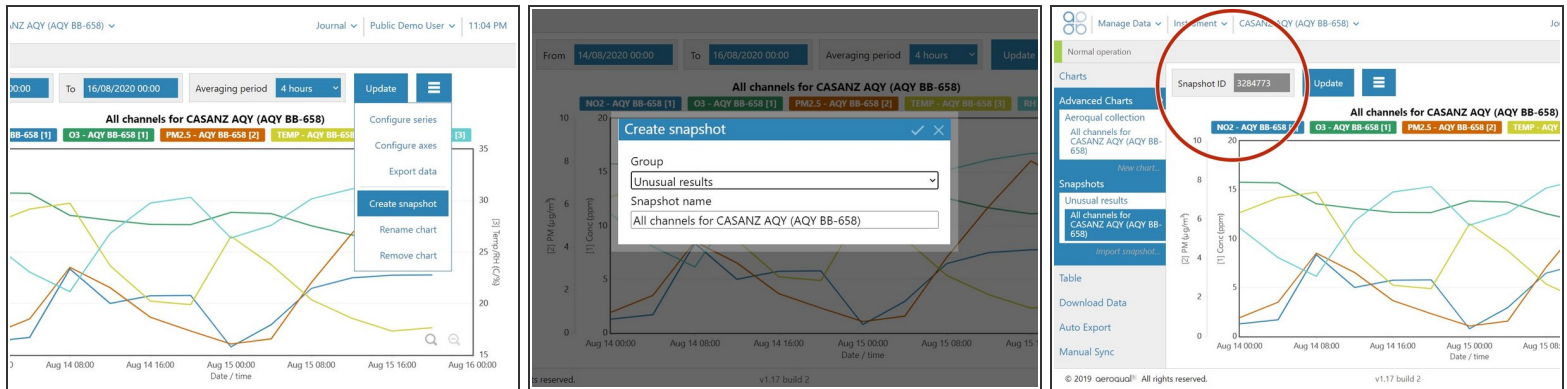 NZ AQY (AQY BB-658)
Journal
Public Demo User
11:04 PM
00:00
To
16/08/2020 00:00
Averaging period
4 hours
Update
All channels for CASANZ AQY (AQY BB-658)
BB-658 [1]
O3 - AQY BB-658 [1]
PM2.5 - AQY BB-658 [2]
TEMP - AQY BB-658
[3]
Configure series
Configure axes
Export data
Create snapshot
Rename chart
Remove chart
35
30
25
20
15
[3] Temp/RH (C/%)
Aug 14 08:00
Aug 14 16:00
Aug 15 00:00
Aug 15 08:00
Aug 15 16:00
Aug 16 00:00
Date / time
From
14/08/2020 00:00
To
16/08/2020 00:00
Averaging period
4 hours
Update
All channels for CASANZ AQY (AQY BB-658)
NO2 - AQY BB-658 [1]
O3 - AQY BB-658 [1]
PM2.5 - AQY BB-658 [2]
TEMP - AQY BB-658 [3]
RH
Create snapshot
Group
Unusual results
Snapshot name
All channels for CASANZ AQY (AQY BB-658)
10
8
6
4
2
0
[2] PM (µg/m³)
20
15
10
5
0
[1] Conc (ppm)
Aug 14 00:00
Aug 14 08:00
Aug 14 16:00
Aug 15 00:00
Aug 15 08:00
Aug 15
Date / time
ts reserved.
v1.17 build 2
Manage Data
Instrument
CASANZ AQY (AQY BB-658)
Jo
Normal operation
Snapshot ID
3284773
Update
Charts
Advanced Charts
Aeroqual collection
All channels for
CASANZ AQY (AQY BB-
658)
New chart...
Snapshots
Unusual results
All channels for
CASANZ AQY (AQY BB-
658)
Import snapshot...
Table
Download Data
Auto Export
Manual Sync
All channels for CASANZ AQY (AQY BB-658)
NO2 - AQY BB-658 [1]
O3 - AQY BB-658 [1]
PM2.5 - AQY BB-658 [2]
TEMP - AQY
10
8
6
4
2
0
[2] PM (µg/m³)
20
15
10
5
0
[1] Conc (ppm)
Aug 14 00:00
Aug 14 08:00
Aug 14 16:00
Aug 15 00:00
Aug 15 08:
Date / time
© 2019 aeroqual All rights reserved.
v1.17 build 2